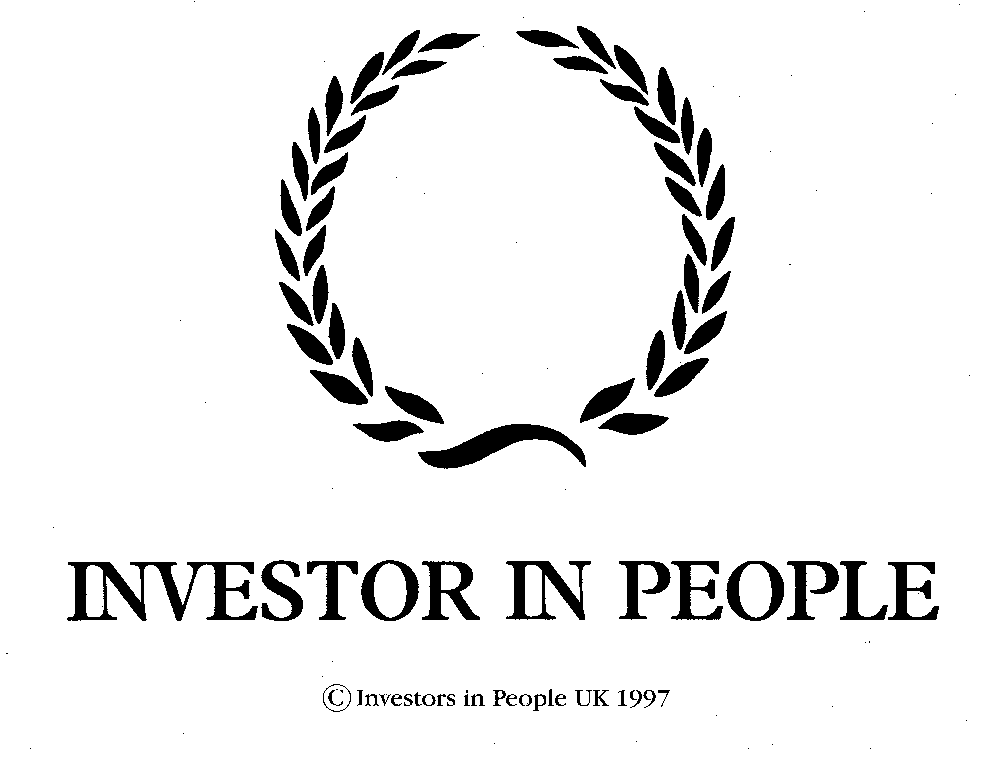 INVESTOR IN PEOPLE
© Investors in People UK 1997